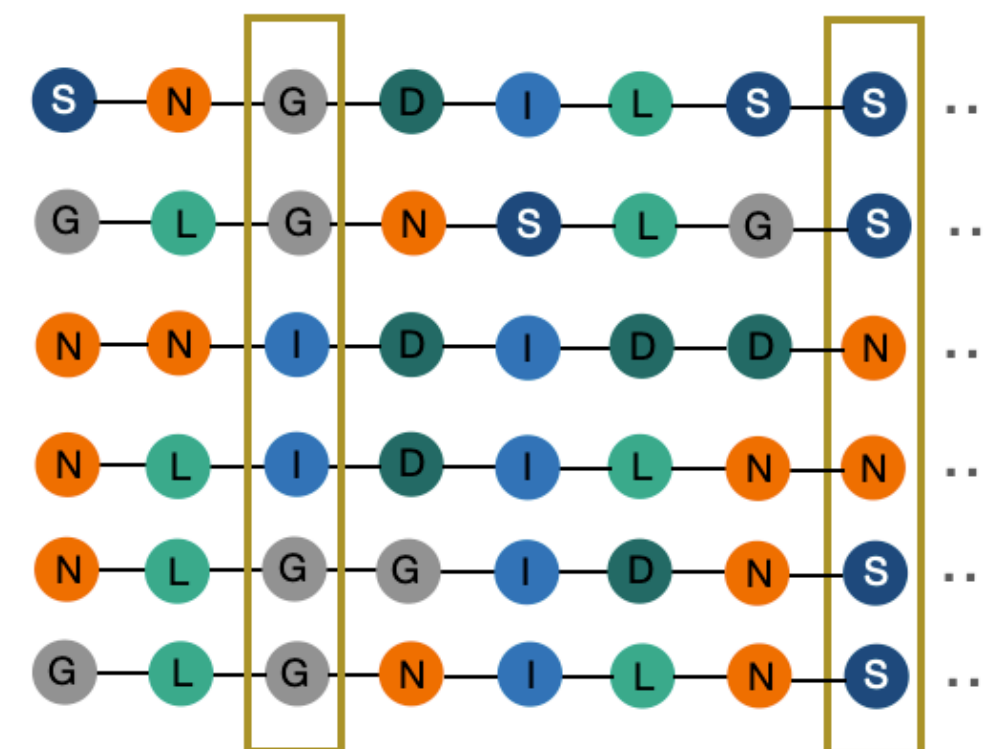 S N G D I L S S ..
G L G N S L G S ..
N N I D I D D N ..
N L I D I L N N ..
N L G G I D N S ..
G L G N I L N S ..